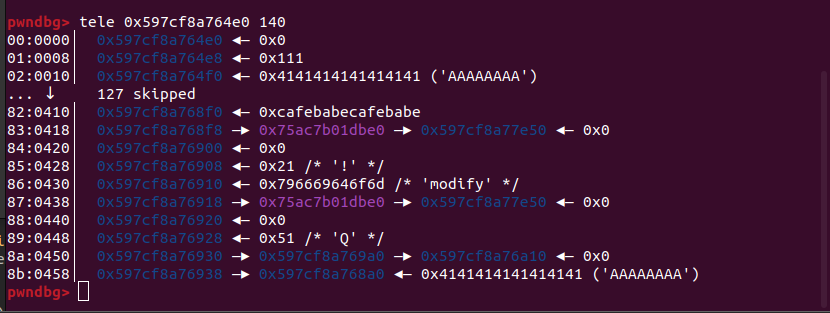 pwndbg> tele 0x597cf8a764e0 140
00:0000│  0x597cf8a764e0 ◂— 0x0
01:0008│  0x597cf8a764e8 ◂— 0x111
02:0010│  0x597cf8a764f0 ◂— 0x4141414141414141 ('AAAAAAAA')
... ↓     127 skipped
82:0410│  0x597cf8a768f0 ◂— 0xcafebabecafebabe
83:0418│  0x597cf8a768f8 —▸ 0x75ac7b01dbe0 —▸ 0x597cf8a77e50 ◂— 0x0
84:0420│  0x597cf8a76900 ◂— 0x0
85:0428│  0x597cf8a76908 ◂— 0x21 /* '!' */
86:0430│  0x597cf8a76910 ◂— 0x796669646f6d /* 'modify' */
87:0438│  0x597cf8a76918 —▸ 0x75ac7b01dbe0 —▸ 0x597cf8a77e50 ◂— 0x0
88:0440│  0x597cf8a76920 ◂— 0x0
89:0448│  0x597cf8a76928 ◂— 0x51 /* 'Q' */
8a:0450│  0x597cf8a76930 —▸ 0x597cf8a769a0 —▸ 0x597cf8a76a10 ◂— 0x0
8b:0458│  0x597cf8a76938 —▸ 0x597cf8a768a0 ◂— 0x4141414141414141 ('AAAAAAAA')
pwndbg>